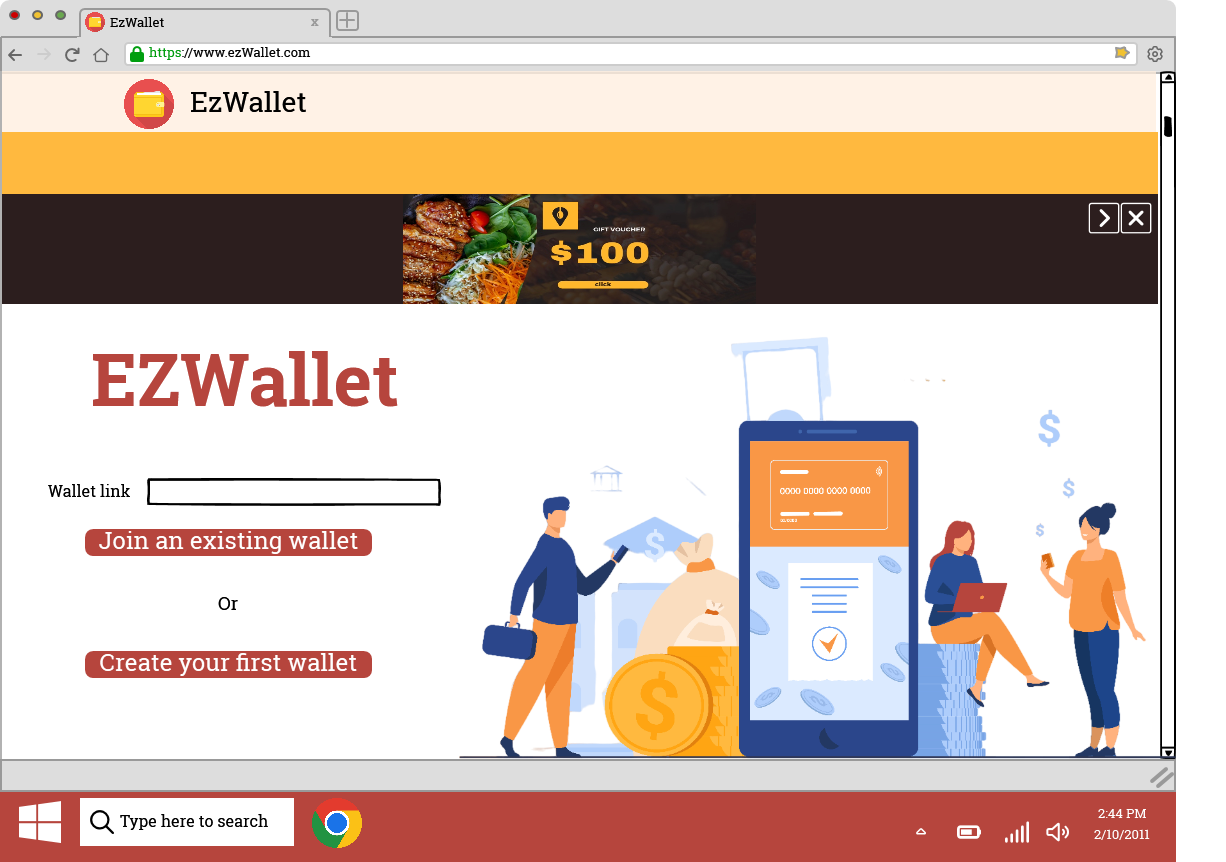 EzWallet
x
https://www.ezWallet.com
EzWallet
GIFT VOUCHER
$100
click
EZWallet
$
$
$
$
0000 0000 0000 0000
$
Wallet link
Join an existing wallet
Or
Create your first wallet
$
Type here to search
2:44 PM
2/10/2011